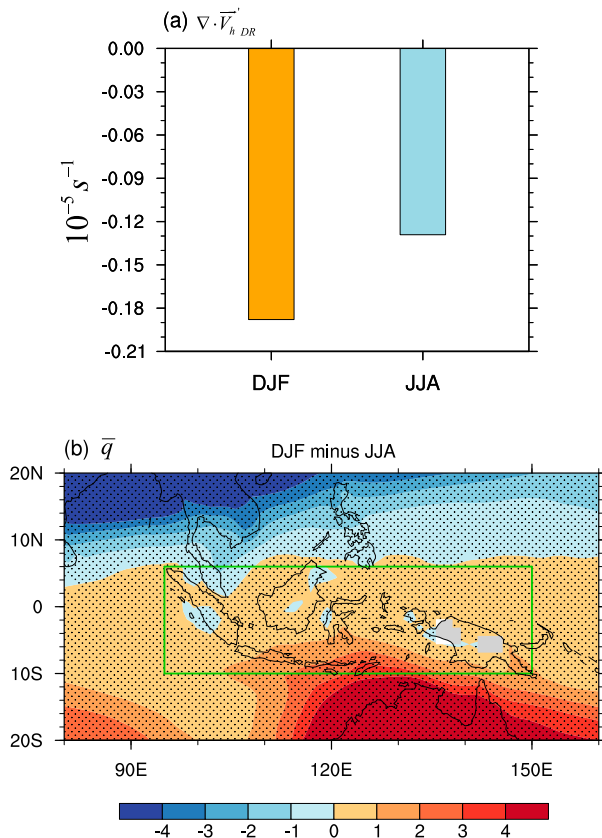 (a) ∇·V⃗'ₕ DR
0.00
-0.03
-0.06
-0.09
-0.12
-0.15
-0.18
-0.21
10⁻⁵ s⁻¹
DJF JJA
(b) q̅ DJF minus JJA
20N
10N
0
10S
20S
90E 120E 150E
-4 -3 -2 -1 0 1 2 3 4